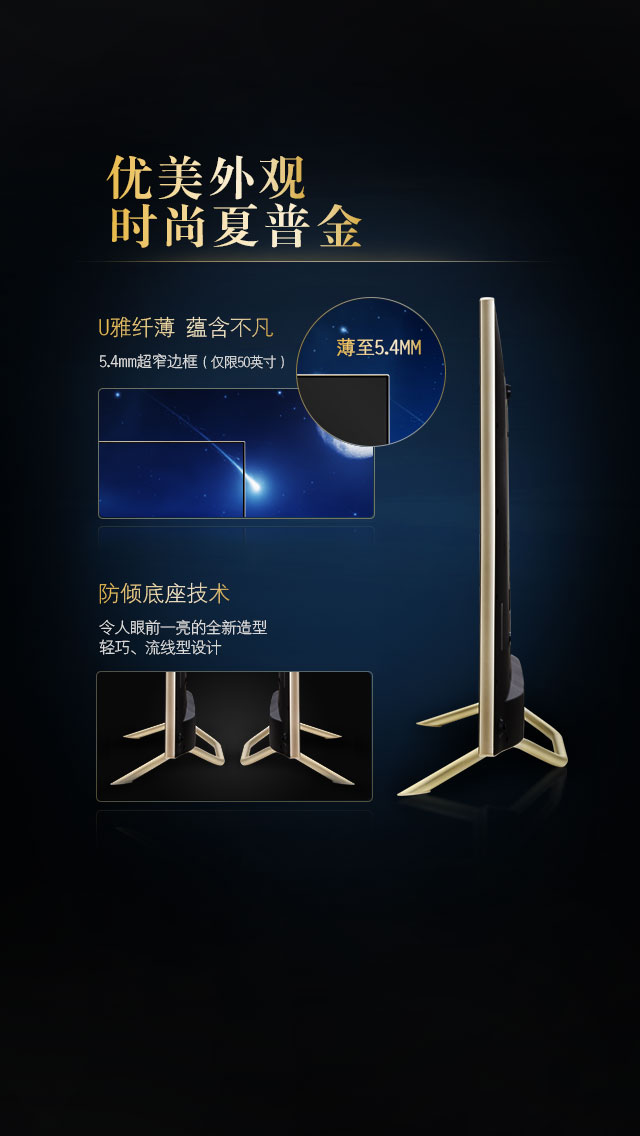 优美外观
时尚夏普金
U雅纤薄 蕴含不凡
5.4mm超窄边框（仅限50英寸）
薄至5.4MM
防倾底座技术
令人眼前一亮的全新造型
轻巧、流线型设计